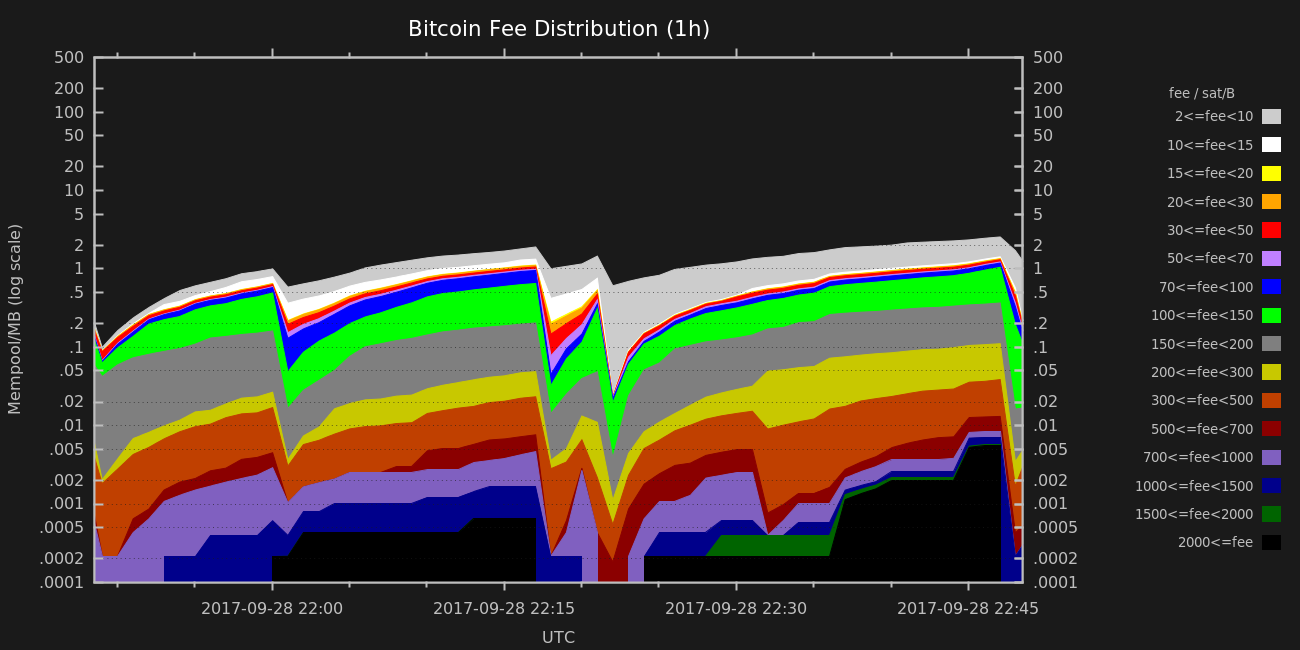 Bitcoin Fee Distribution (1h)
Mempool/MB (log scale)
500
200
100
50
20
10
5
2
1
.5
.2
.1
.05
.02
.01
.005
.002
.001
.0005
.0002
.0001
500
200
100
50
20
10
5
2
1
.5
.2
.1
.05
.02
.01
.005
.002
.001
.0005
.0002
.0001
2017-09-28 22:00
2017-09-28 22:15
2017-09-28 22:30
2017-09-28 22:45
UTC
fee / sat/B
2<=fee<10
10<=fee<15
15<=fee<20
20<=fee<30
30<=fee<50
50<=fee<70
70<=fee<100
100<=fee<150
150<=fee<200
200<=fee<300
300<=fee<500
500<=fee<700
700<=fee<1000
1000<=fee<1500
1500<=fee<2000
2000<=fee